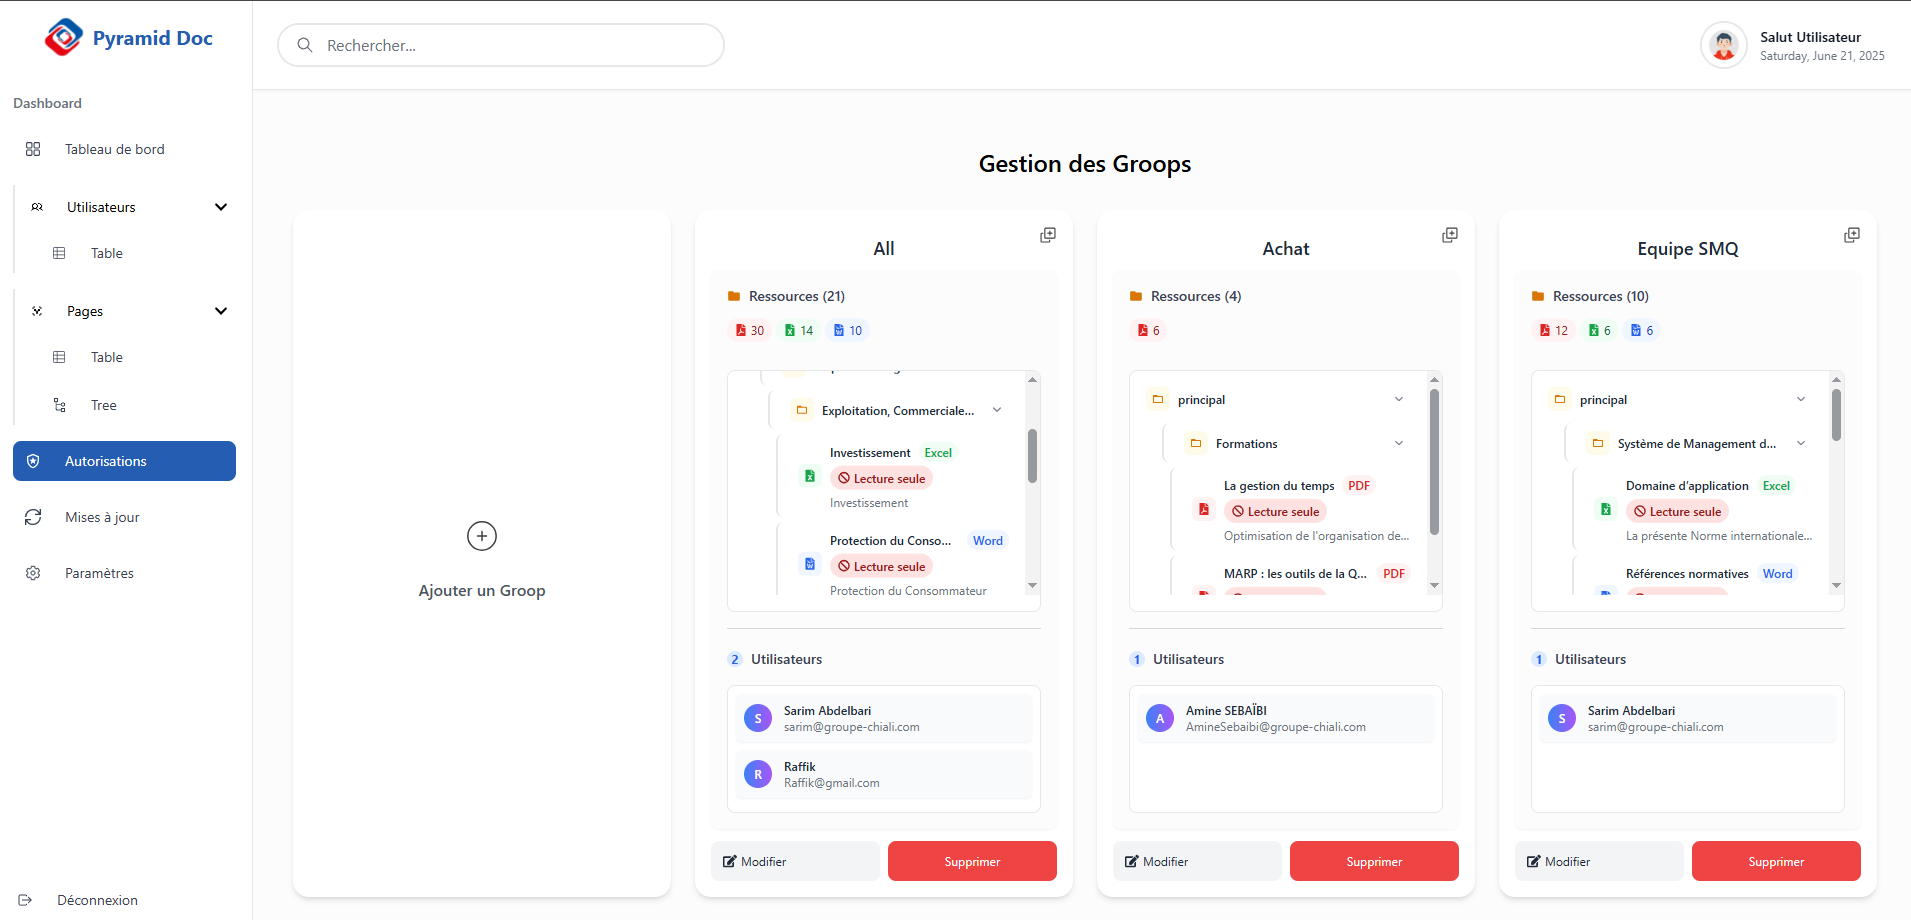 Pyramid Doc
Rechercher...
Salut Utilisateur
Saturday, June 21, 2025
Dashboard
Tableau de bord
Utilisateurs
Table
Pages
Table
Tree
Autorisations
Mises à jour
Paramètres
Déconnexion
Gestion des Groops
Ajouter un Groop
All
Ressources (21)
30 14 10
Exploitation, Commerciale...
Investissement Excel
Lecture seule
Investissement
Protection du Conso... Word
Lecture seule
Protection du Consommateur
2 Utilisateurs
S Sarim Abdelbari
sarim@groupe-chiali.com
R Raffik
Raffik@gmail.com
Modifier Supprimer
Achat
Ressources (4)
6
principal
Formations
La gestion du temps PDF
Lecture seule
Optimisation de l'organisation de...
MARP : les outils de la Q... PDF
1 Utilisateurs
A Amine SEBAÏBI
AmineSebaibi@groupe-chiali.com
Modifier Supprimer
Equipe SMQ
Ressources (10)
12 6 6
principal
Système de Management d...
Domaine d’application Excel
Lecture seule
La présente Norme internationale...
Références normatives Word
1 Utilisateurs
S Sarim Abdelbari
sarim@groupe-chiali.com
Modifier Supprimer